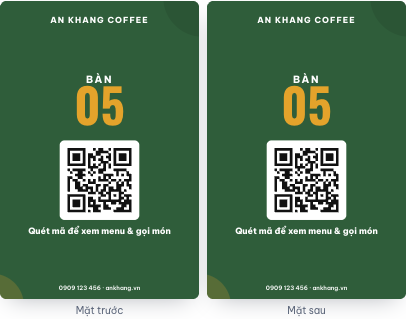 AN KHANG COFFEE
BÀN
05
Quét mã để xem menu & gọi món
0909 123 456 · ankhang.vn
Mặt trước
AN KHANG COFFEE
BÀN
05
Quét mã để xem menu & gọi món
0909 123 456 · ankhang.vn
Mặt sau